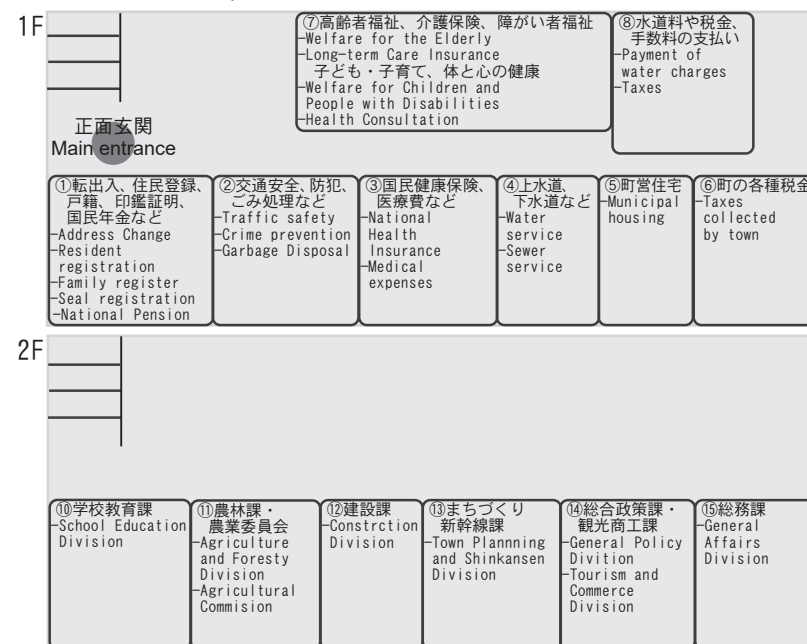 1F
⑦高齢者福祉、介護保険、障がい者福祉
-Welfare for the Elderly
-Long-term Care Insurance
子ども・子育て、体と心の健康
-Welfare for Children and
People with Disabilities
-Health Consultation
⑧水道料や税金、
手数料の支払い
-Payment of
water charges
-Taxes
正面玄関
Main entrance
①転出入、住民登録、
戸籍、印鑑証明、
国民年金など
-Address Change
-Resident
registration
-Family register
-Seal registration
-National Pension
②交通安全、防犯、
ごみ処理など
-Traffic safety
-Crime prevention
-Garbage Disposal
③国民健康保険、
医療費など
-National
Health
Insurance
-Medical
expenses
④上水道、
下水道など
-Water
service
-Sewer
service
⑤町営住宅
-Municipal
housing
⑥町の各種税金
-Taxes
collected
by town
2F
⑩学校教育課
-School Education
Division
⑪農林課・
農業委員会
-Agriculture
and Foresty
Division
-Agricultural
Commision
⑫建設課
-Constrction
Division
⑬まちづくり
新幹線課
-Town Plannning
and Shinkansen
Division
⑭総合政策課・
観光商工課
-General Policy
Divition
-Tourism and
Commerce
Division
⑮総務課
-General
Affairs
Division